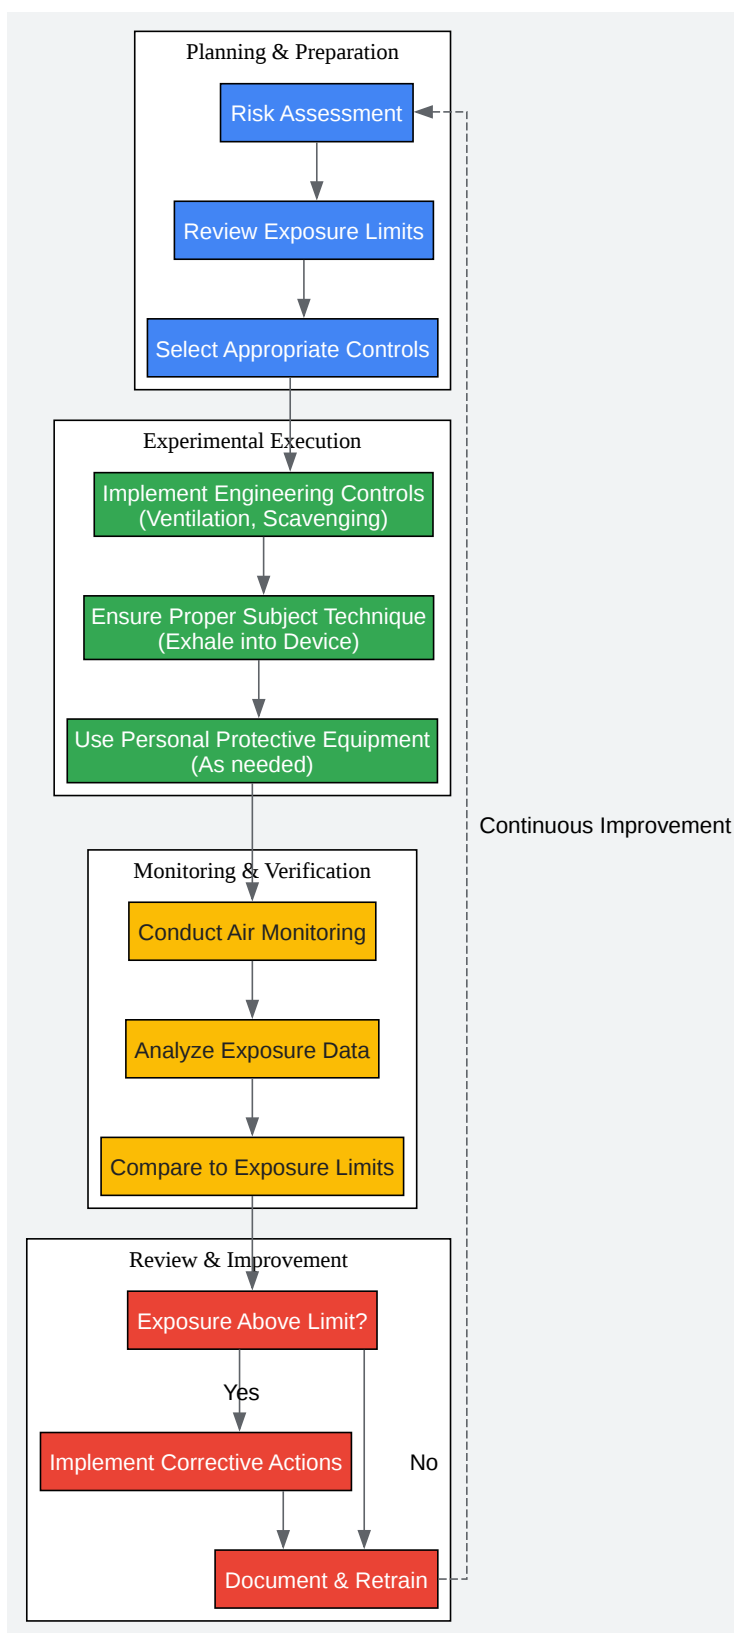 Planning & Preparation
Risk Assessment
Review Exposure Limits
Select Appropriate Controls
Experimental Execution
Implement Engineering Controls
(Ventilation, Scavenging)
Ensure Proper Subject Technique
(Exhale into Device)
Use Personal Protective Equipment
(As needed)
Continuous Improvement
Monitoring & Verification
Conduct Air Monitoring
Analyze Exposure Data
Compare to Exposure Limits
Review & Improvement
Exposure Above Limit?
Yes
Implement Corrective Actions
No
Document & Retrain